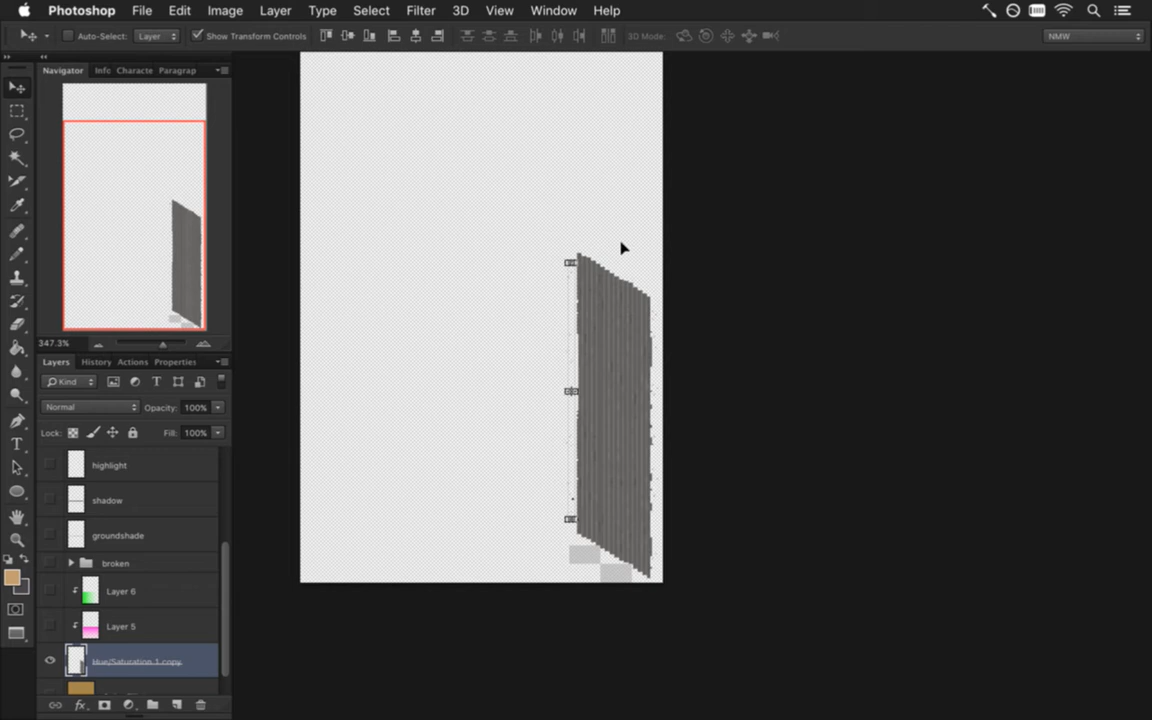 Photoshop File Edit Image Layer Type Select Filter 3D View Window Help
Auto-Select: Layer Show Transform Controls 3D Mode: NMW
Navigator Info Characte Paragrap
347.3%
Layers History Actions Properties
Kind
Normal Opacity: 100%
Lock: Fill: 100%
highlight
shadow
groundshade
broken
Layer 6
Layer 5
Hue/Saturation 1 copy